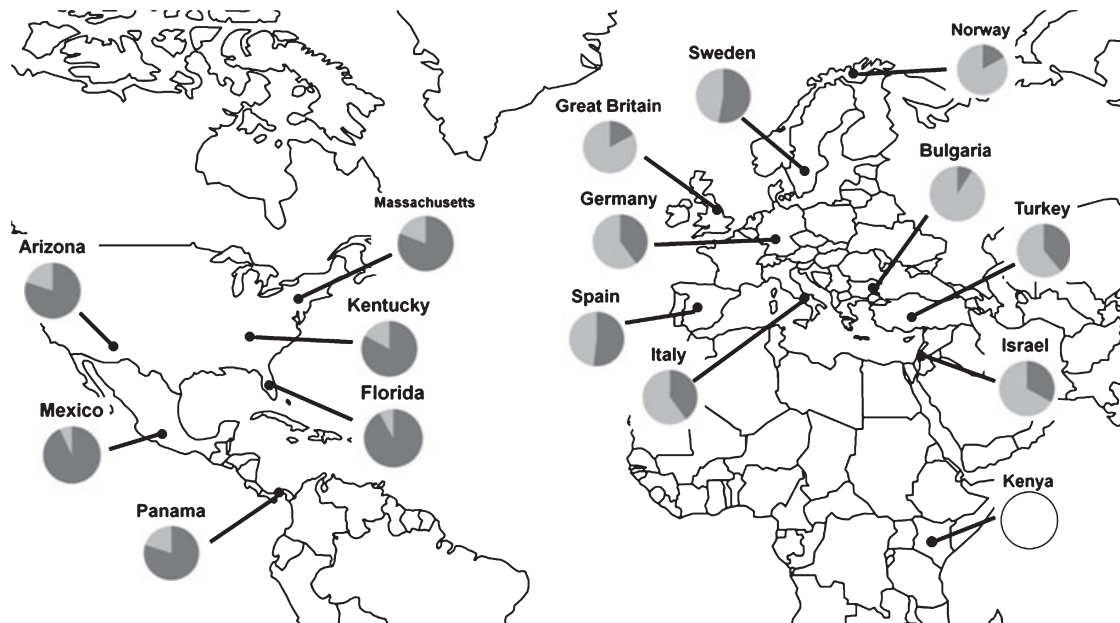 Norway
Sweden
Great Britain
Bulgaria
Germany
Massachusetts
Turkey
Arizona
Spain
Kentucky
Israel
Italy
Florida
Mexico
Kenya
Panama